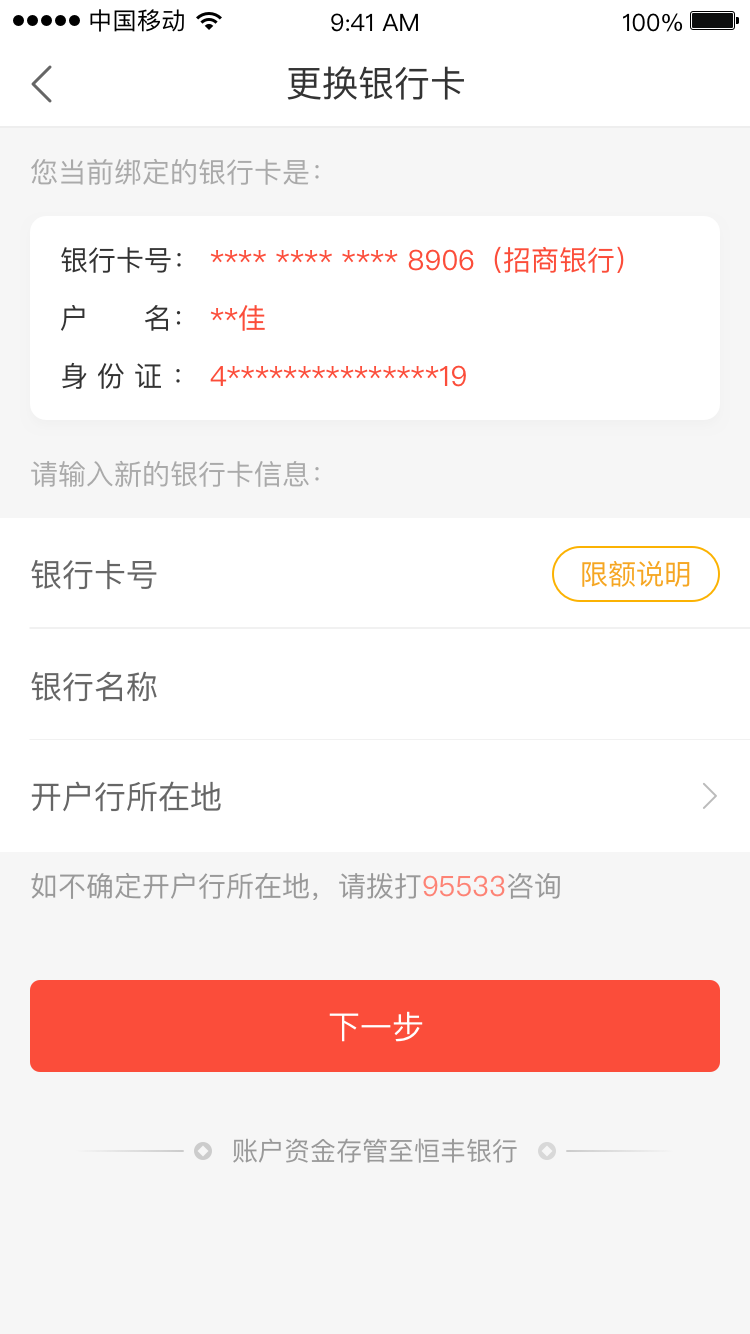 中国移动 9:41 AM 100%
更换银行卡
您当前绑定的银行卡是：
银行卡号： **** **** **** 8906（招商银行）
户 名： **佳
身 份 证 ： 4***************19
请输入新的银行卡信息：
银行卡号 限额说明
银行名称
开户行所在地
如不确定开户行所在地，请拨打95533咨询
下一步
账户资金存管至恒丰银行